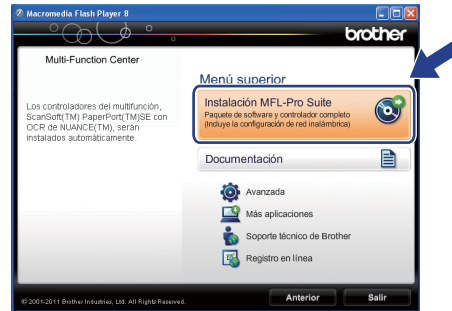 Macromedia Flash Player 8
brother
Multi-Function Center
Los controladores del multifunción,
ScanSoft(TM) PaperPort(TM)SE con
OCR de NUANCE(TM), serán
instalados automáticamente.
Menú superior
Instalación MFL-Pro Suite
Paquete de software y controlador completo
(Incluye la configuración de red inalámbrica)
Documentación
Avanzada
Más aplicaciones
Soporte técnico de Brother
Registro en línea
© 2001-2011 Brother Industries, Ltd. All Rights Reserved.
Anterior
Salir